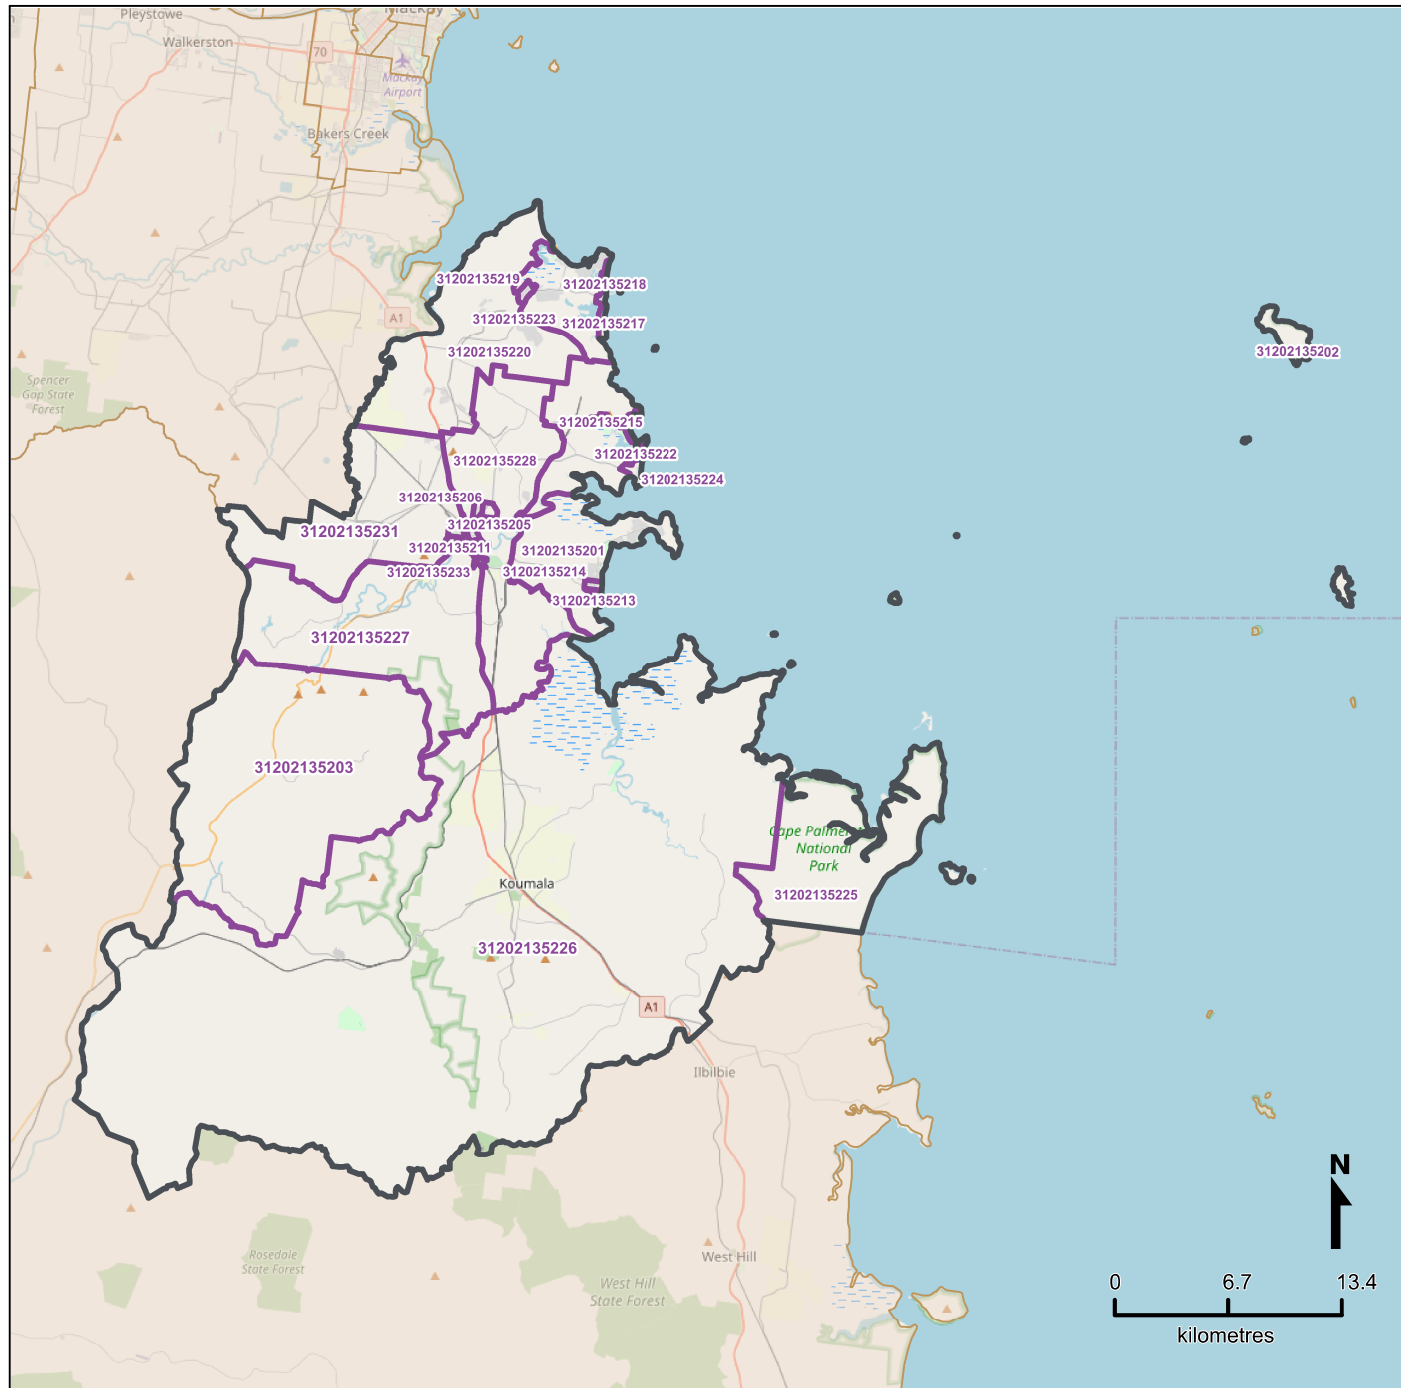 Pleystowe
Mackay
Walkerston
70
Mackay
Airport
Bakers Creek
31202135219
31202135218
A1
31202135223
31202135217
31202135220
31202135202
Spencer
Gap State
Forest
31202135215
31202135228
31202135222
31202135224
31202135206
31202135205
31202135231
31202135211
31202135201
31202135233
31202135214
31202135213
31202135227
31202135203
Cape Palmer
National
Park
Koumala
31202135225
31202135226
A1
Ilbilbie
N
Rosedale
State Forest
West Hill
West Hill
State Forest
0 6.7 13.4
kilometres